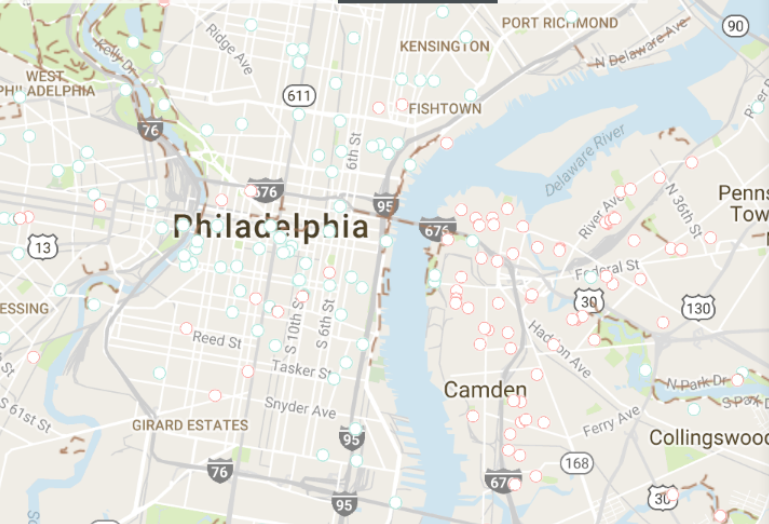 PORT RICHMOND
90
Ridge Ave
KENSINGTON
N Delaware Ave
Kelly Dr
WEST
PHILADELPHIA
611
FISHTOWN
River
76
6th St
Delaware River
676
95
N 36th St
Penns
Tow
River Ave
Philadelphia
676
13
Federal St
30
130
ESSING
S 10th St
S 6th St
Reed St
Haddon Ave
Tasker St
Camden
N Park Dr
S Park D
S 61st St
Snyder Ave
Ferry Ave
GIRARD ESTATES
95
Collingswood
168
76
676
30
95